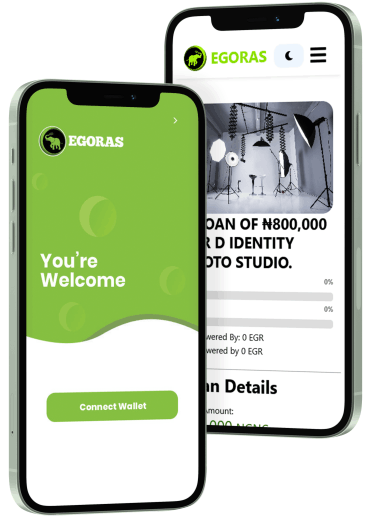 EGORAS
You're
Welcome
Connect Wallet
EGORAS
OAN OF ₦800,000
R D IDENTITY
OTO STUDIO.
0%
0%
wered By: 0 EGR
wered by 0 EGR
an Details
Amount: